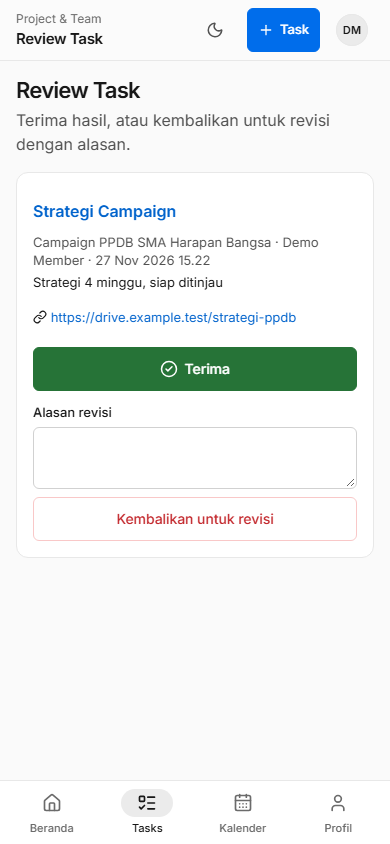 Project & Team
Review Task
Task
DM
Review Task
Terima hasil, atau kembalikan untuk revisi
dengan alasan.
Strategi Campaign
Campaign PPDB SMA Harapan Bangsa · Demo
Member · 27 Nov 2026 15.22
Strategi 4 minggu, siap ditinjau
https://drive.example.test/strategi-ppdb
Terima
Alasan revisi
Kembalikan untuk revisi
Beranda
Tasks
Kalender
Profil